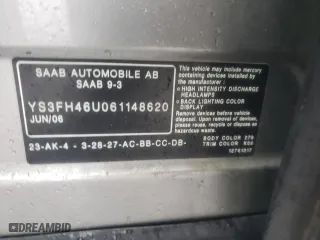 SAAB AUTOMOBILE AB
SAAB 9-3
YS3FH46U061148620
JUN/06
23-AK-4 - 3-26-27-AC-BB-CC-DB-
This vehicle may include mercury
containing devices installed
by manufacturer:
• HIGH INTENSITY DISCHARGE
HEADLAMPS
• BACK LIGHTING COLOR
DISPLAY
Remove devices before vehicle
disposal. Upon removal of devices
please reuse, recycle or dispose
as hazardous waste.
BODY COLOR 279
TRIM COLOR
12781817
© DREAMBID INC.